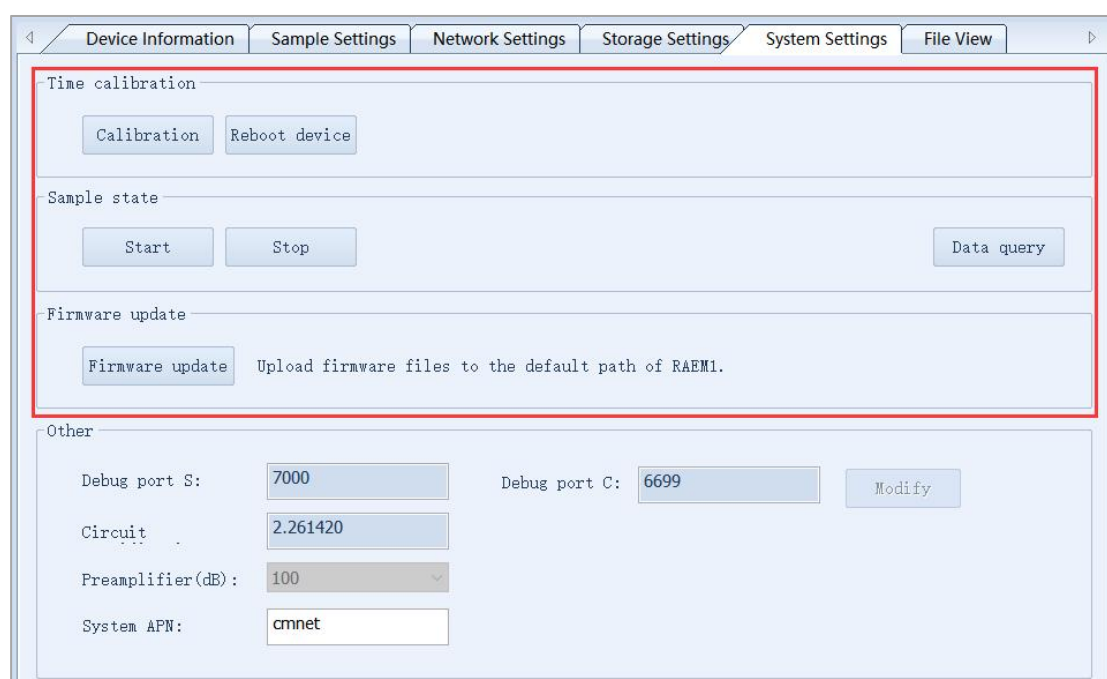 Device Information Sample Settings Network Settings Storage Settings System Settings File View
Time calibration
Calibration Reboot device
Sample state
Start Stop Data query
Firmware update
Firmware update Upload firmware files to the default path of RAEM1.
Other
Debug port S: 7000 Debug port C: 6699 Modify
Circuit 2.261420
Preamplifier(dB): 100
System APN: cmnet